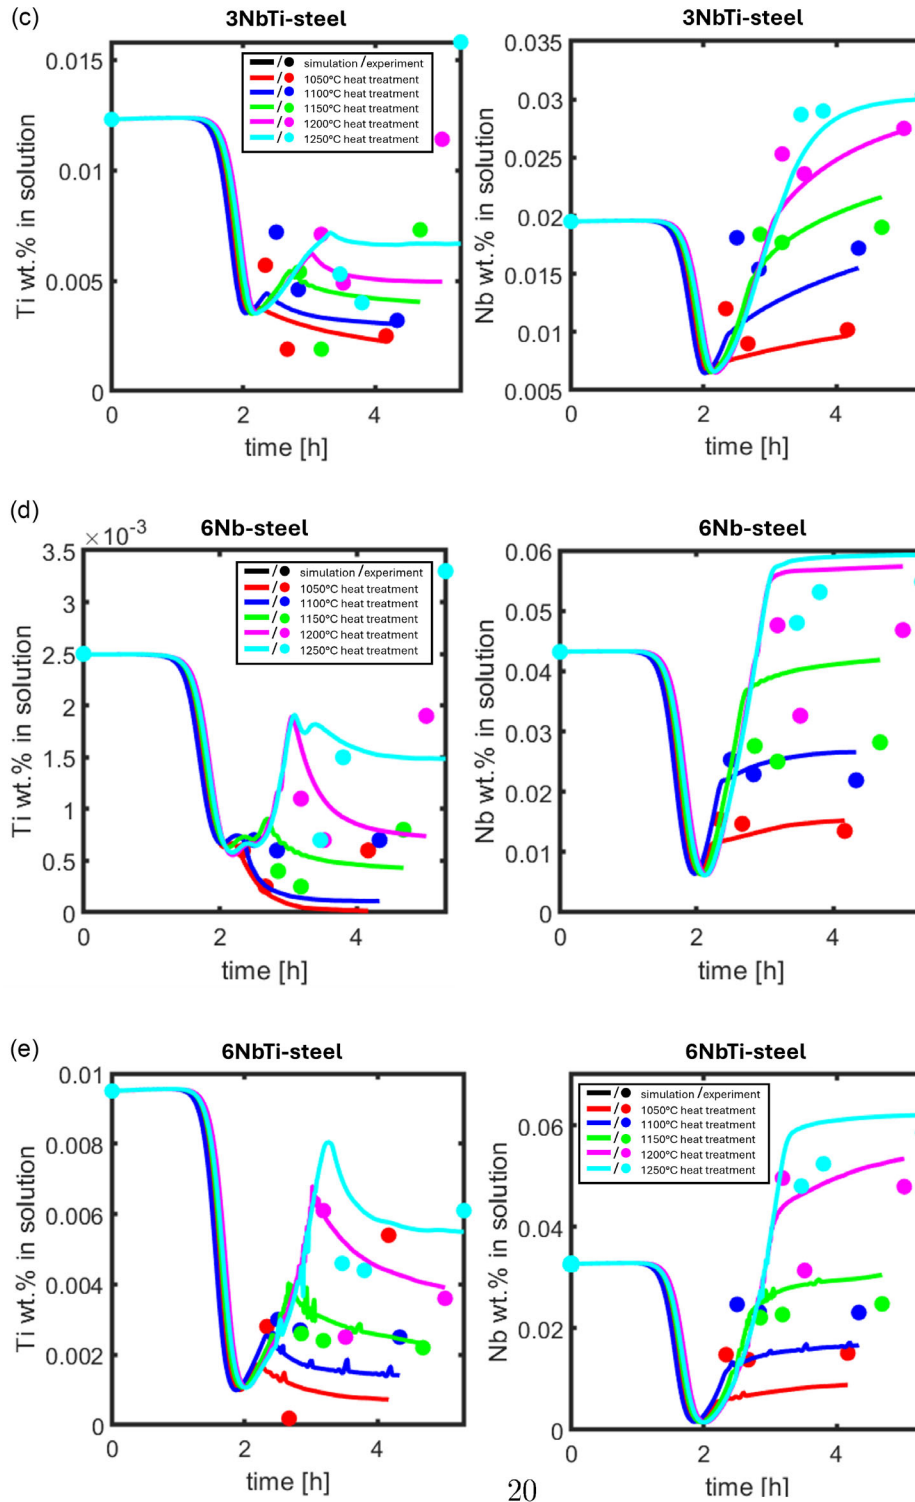 (c)
3NbTi-steel
Ti wt.% in solution
0.015
0.01
0.005
0
simulation/experiment
1050°C heat treatment
1100°C heat treatment
1150°C heat treatment
1200°C heat treatment
1250°C heat treatment
0 2 4
time [h]
3NbTi-steel
Nb wt.% in solution
0.035
0.03
0.025
0.02
0.015
0.01
0.005
0 2 4
time [h]
(d)
6Nb-steel
×10⁻³
Ti wt.% in solution
3.5
3
2.5
2
1.5
1
0.5
0
simulation/experiment
1050°C heat treatment
1100°C heat treatment
1150°C heat treatment
1200°C heat treatment
1250°C heat treatment
0 2 4
time [h]
6Nb-steel
Nb wt.% in solution
0.06
0.05
0.04
0.03
0.02
0.01
0
0 2 4
time [h]
(e)
6NbTi-steel
Ti wt.% in solution
0.01
0.008
0.006
0.004
0.002
0
0 2 4
time [h]
6NbTi-steel
Nb wt.% in solution
0.06
0.04
0.02
0
simulation/experiment
1050°C heat treatment
1100°C heat treatment
1150°C heat treatment
1200°C heat treatment
1250°C heat treatment
0 2 4
time [h]
20